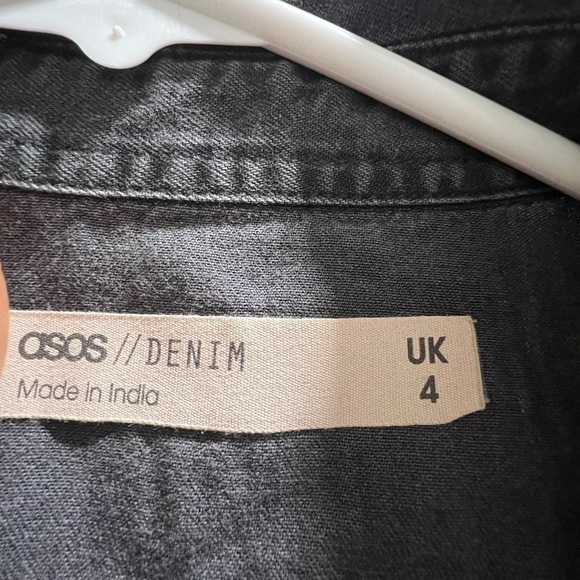 asos // DENIM
Made in India
UK
4